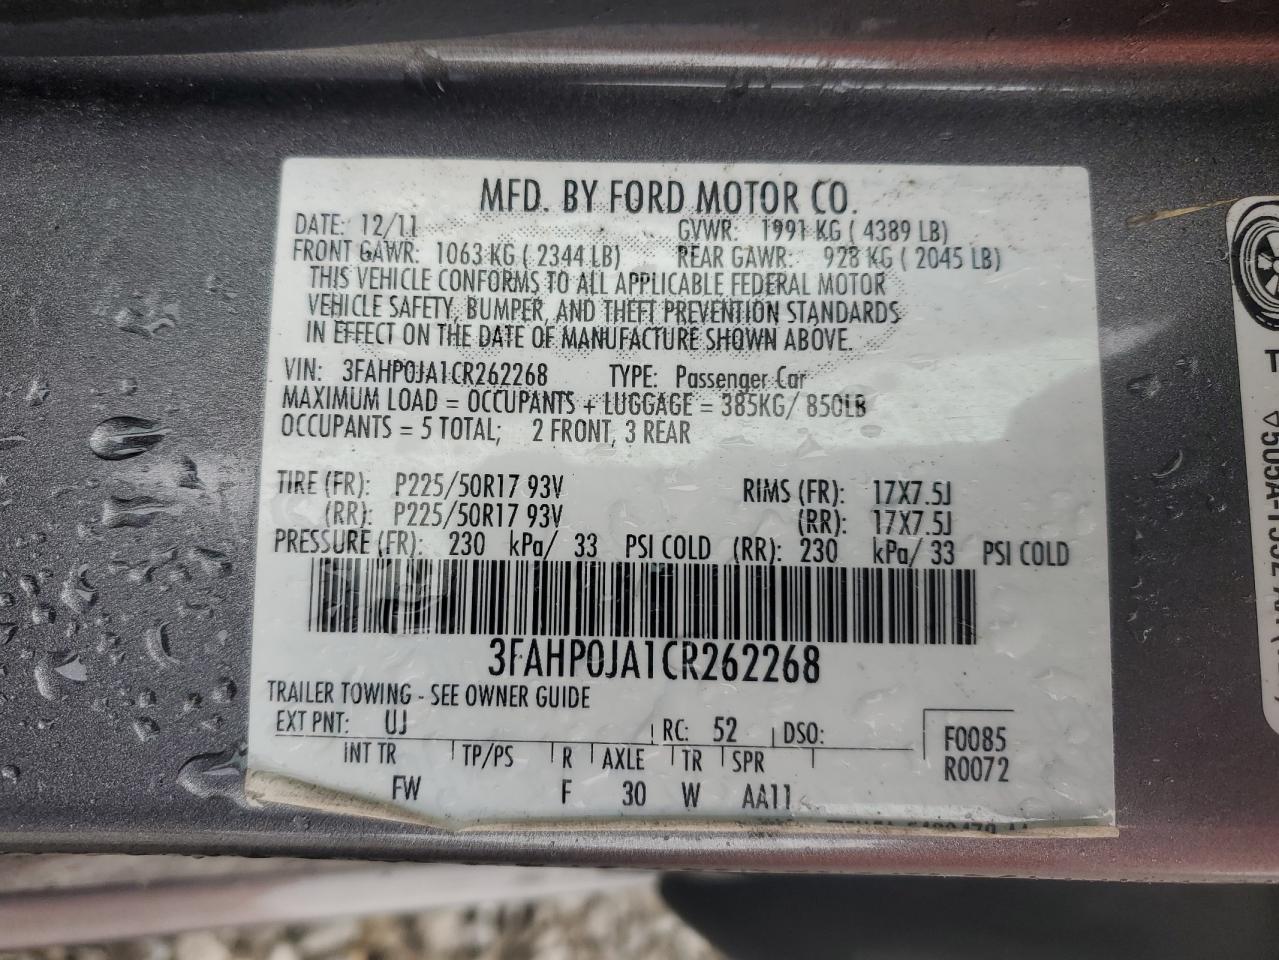 MFD. BY FORD MOTOR CO.
DATE: 12/11 GVWR: 1991 KG ( 4389 LB)
FRONT GAWR: 1063 KG ( 2344 LB) REAR GAWR: 928 KG ( 2045 LB)
THIS VEHICLE CONFORMS TO ALL APPLICABLE FEDERAL MOTOR
VEHICLE SAFETY, BUMPER, AND THEFT PREVENTION STANDARDS
IN EFFECT ON THE DATE OF MANUFACTURE SHOWN ABOVE.
VIN: 3FAHP0JA1CR262268 TYPE: Passenger Car
MAXIMUM LOAD = OCCUPANTS + LUGGAGE = 385KG/ 850LB
OCCUPANTS = 5 TOTAL; 2 FRONT, 3 REAR
TIRE (FR): P225/50R17 93V RIMS (FR): 17X7.5J
(RR): P225/50R17 93V (RR): 17X7.5J
PRESSURE (FR): 230 kPa/ 33 PSI COLD (RR): 230 kPa/ 33 PSI COLD
3FAHP0JA1CR262268
TRAILER TOWING - SEE OWNER GUIDE
EXT PNT: UJ RC: 52 DSO: F0085
INT TR TP/PS R AXLE TR SPR R0072
FW F 30 W AA11